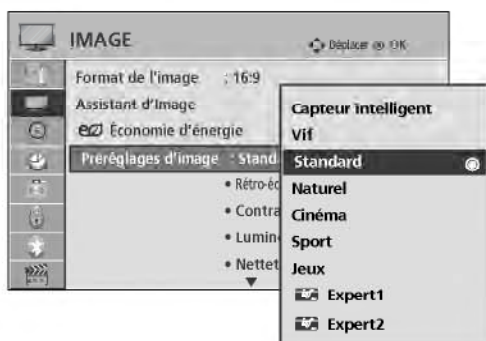 IMAGE
Déplacer OK
Format de l'image : 16:9
Assistant d'Image
eco Économie d'énergie
Préréglages d'image : Stand
• Rétro-éc
• Contra
• Lumin
• Nettet
Capteur intelligent
Vif
Standard
Naturel
Cinéma
Sport
Jeux
Expert1
Expert2